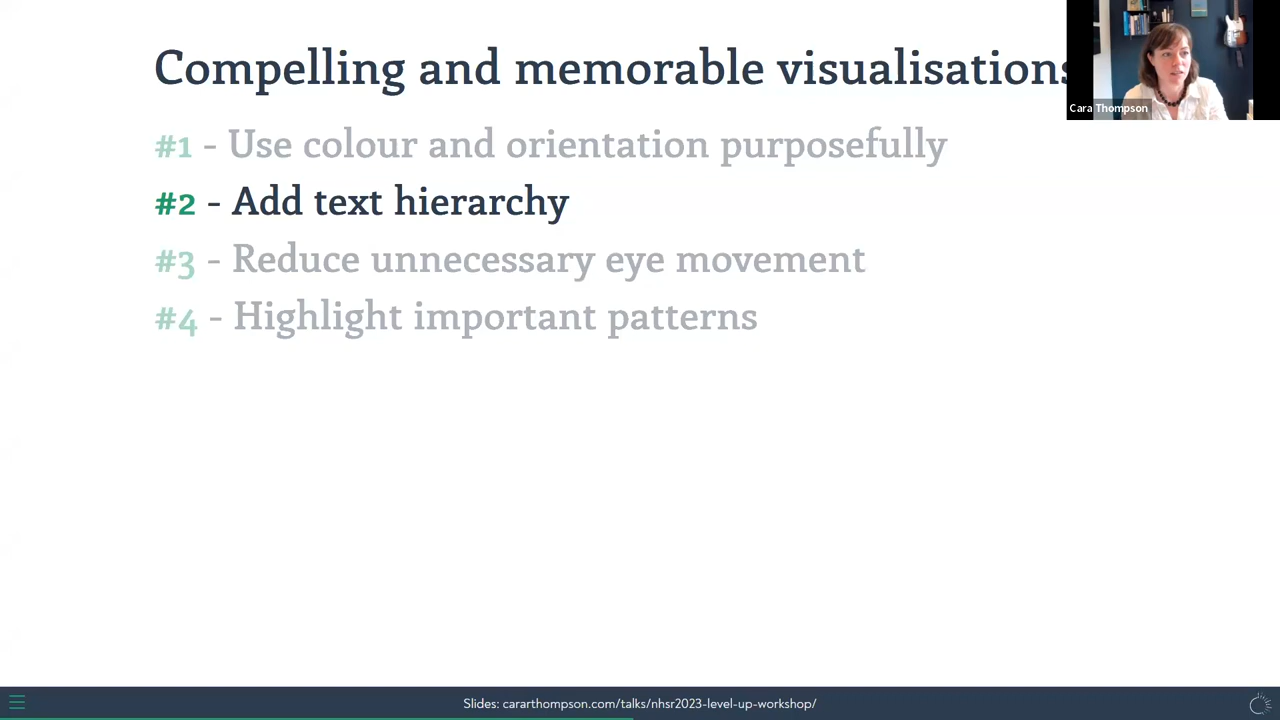 Compelling and memorable visualisations
Cara Thompson
#1 - Use colour and orientation purposefully
#2 - Add text hierarchy
#3 - Reduce unnecessary eye movement
#4 - Highlight important patterns
Slides: cararthompson.com/talks/nhsr2023-level-up-workshop/